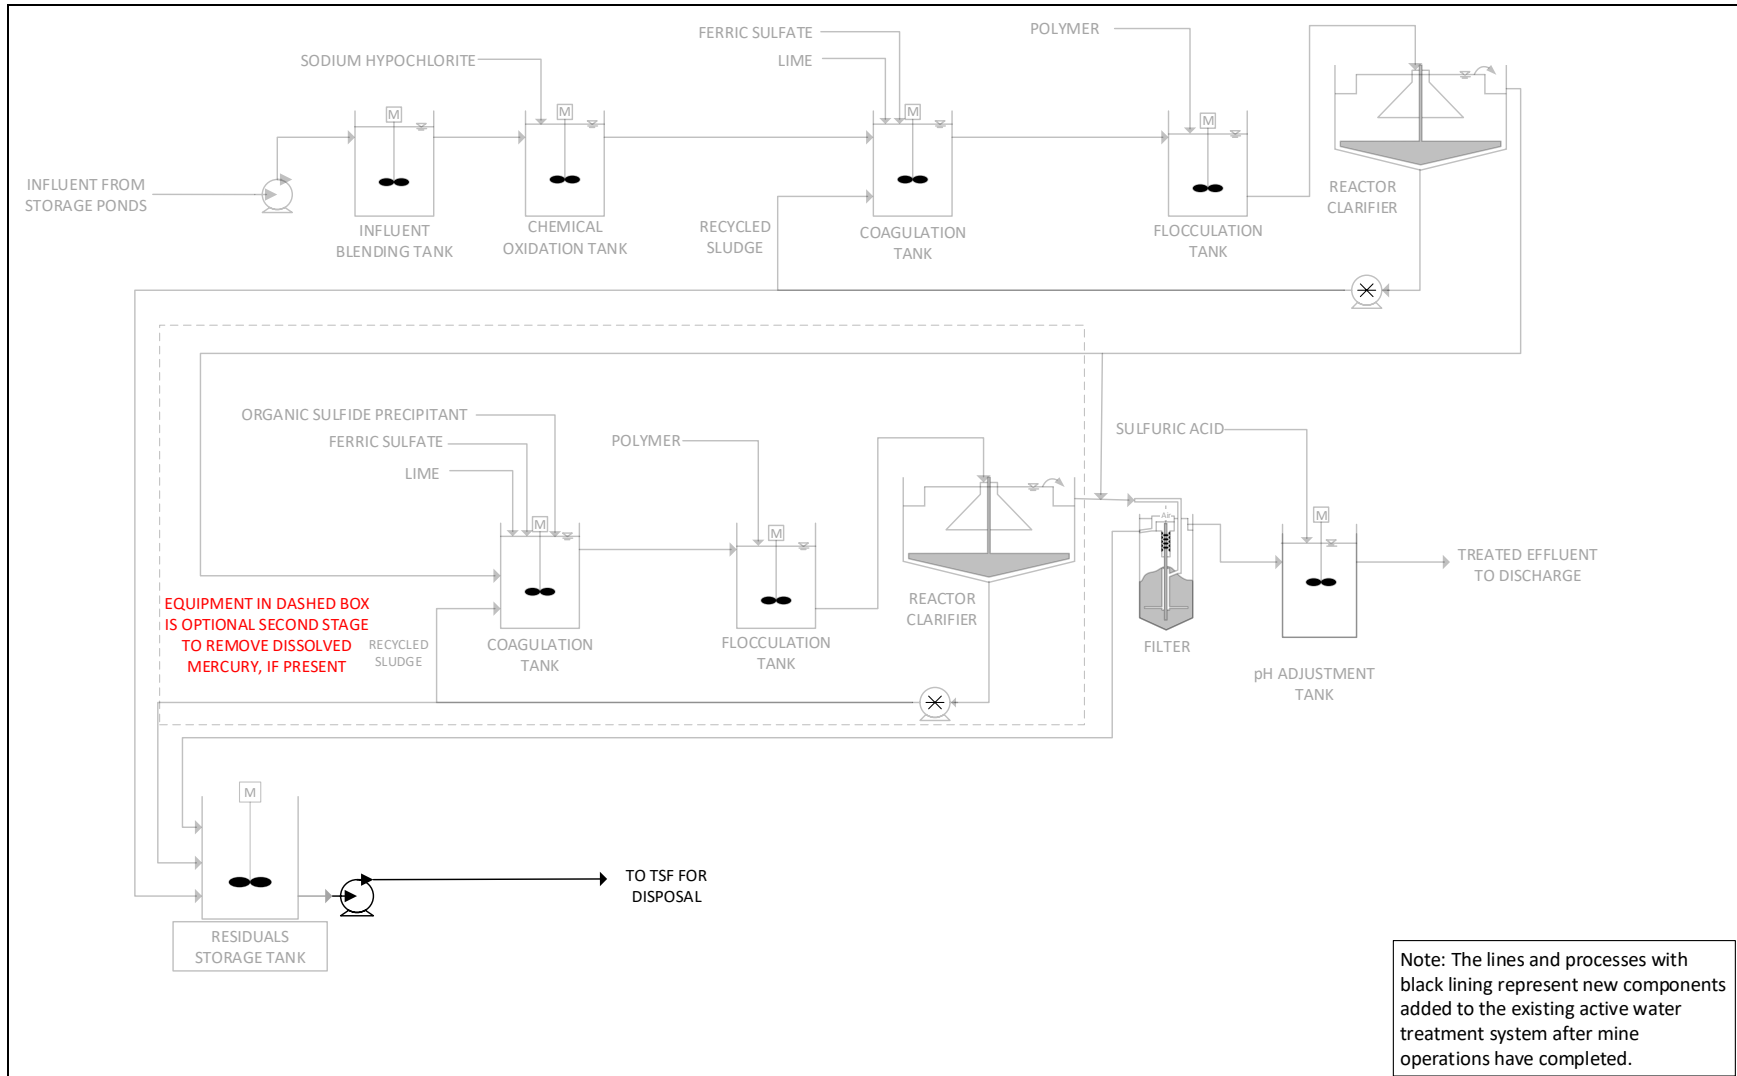 FERRIC SULFATE
LIME
POLYMER
SODIUM HYPOCHLORITE
M
M
M
M
INFLUENT FROM
STORAGE PONDS
INFLUENT
BLENDING TANK
CHEMICAL
OXIDATION TANK
RECYCLED
SLUDGE
COAGULATION
TANK
FLOCCULATION
TANK
REACTOR
CLARIFIER
ORGANIC SULFIDE PRECIPITANT
FERRIC SULFATE
LIME
POLYMER
SULFURIC ACID
M
M
M
Air
EQUIPMENT IN DASHED BOX
IS OPTIONAL SECOND STAGE
TO REMOVE DISSOLVED
MERCURY, IF PRESENT
RECYCLED
SLUDGE
COAGULATION
TANK
FLOCCULATION
TANK
REACTOR
CLARIFIER
FILTER
pH ADJUSTMENT
TANK
TREATED EFFLUENT
TO DISCHARGE
M
RESIDUALS
STORAGE TANK
TO TSF FOR
DISPOSAL
Note: The lines and processes with
black lining represent new components
added to the existing active water
treatment system after mine
operations have completed.